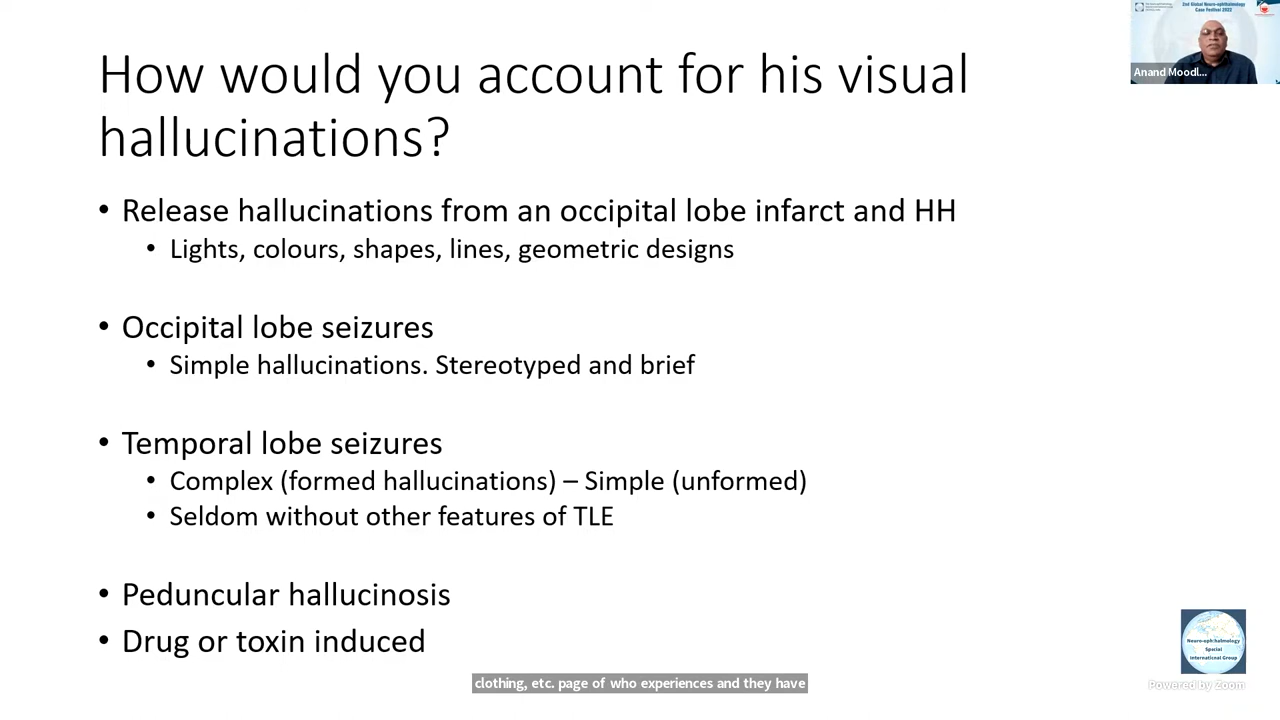 How would you account for his visual
hallucinations?
• Release hallucinations from an occipital lobe infarct and HH
• Lights, colours, shapes, lines, geometric designs
• Occipital lobe seizures
• Simple hallucinations. Stereotyped and brief
• Temporal lobe seizures
• Complex (formed hallucinations) – Simple (unformed)
• Seldom without other features of TLE
• Peduncular hallucinosis
• Drug or toxin induced
clothing, etc. page of who experiences and they have
2nd Global Neuro-ophthalmology
Case Festival 2022
Anand Moodl...
Neuro-ophthalmology
Special
International Group
Powered by Zoom